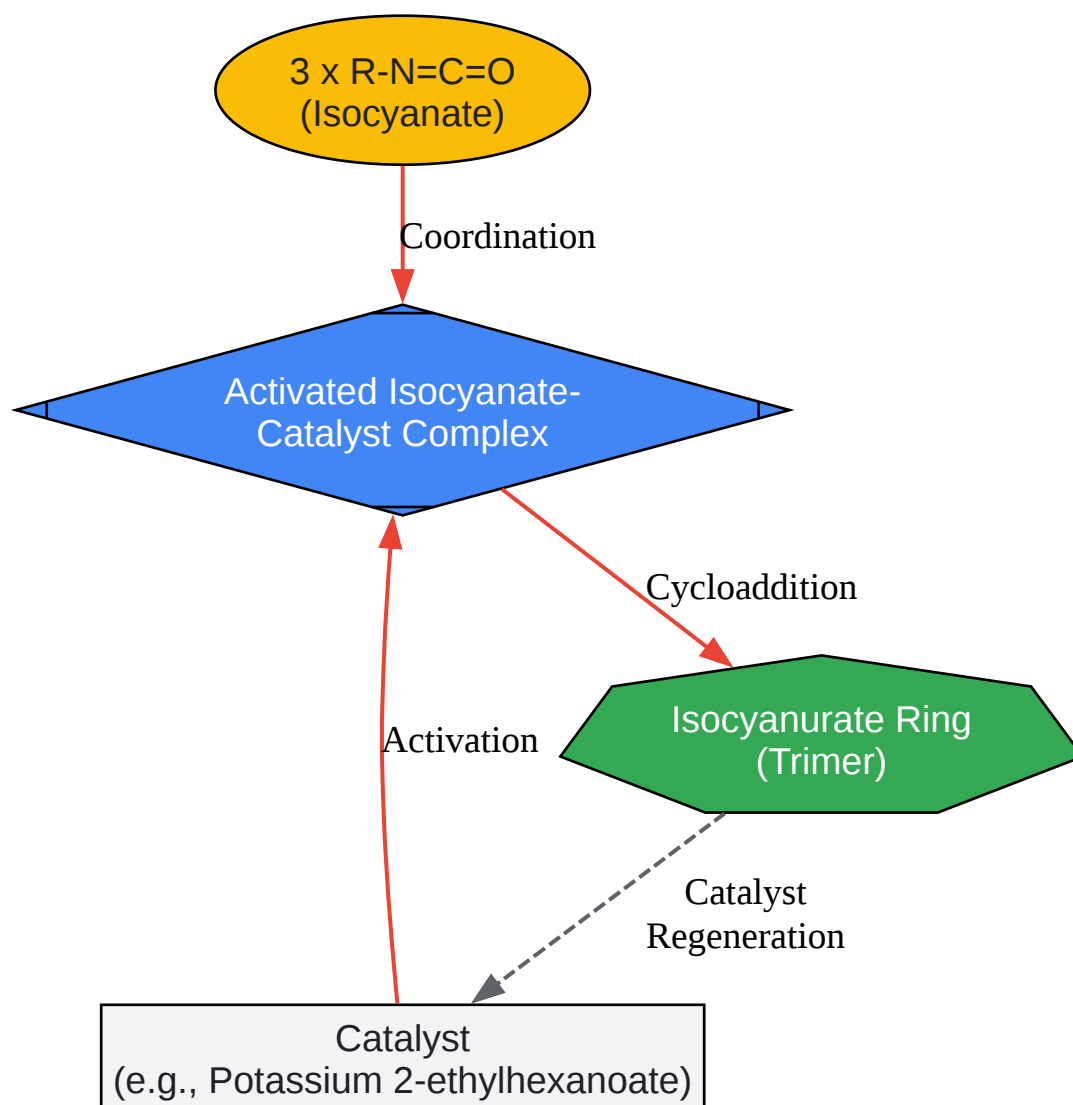 3 x R-N=C=O
(Isocyanate)
Coordination
Activated Isocyanate-
Catalyst Complex
Cycloaddition
Isocyanurate Ring
(Trimer)
Activation
Catalyst
Regeneration
Catalyst
(e.g., Potassium 2-ethylhexanoate)